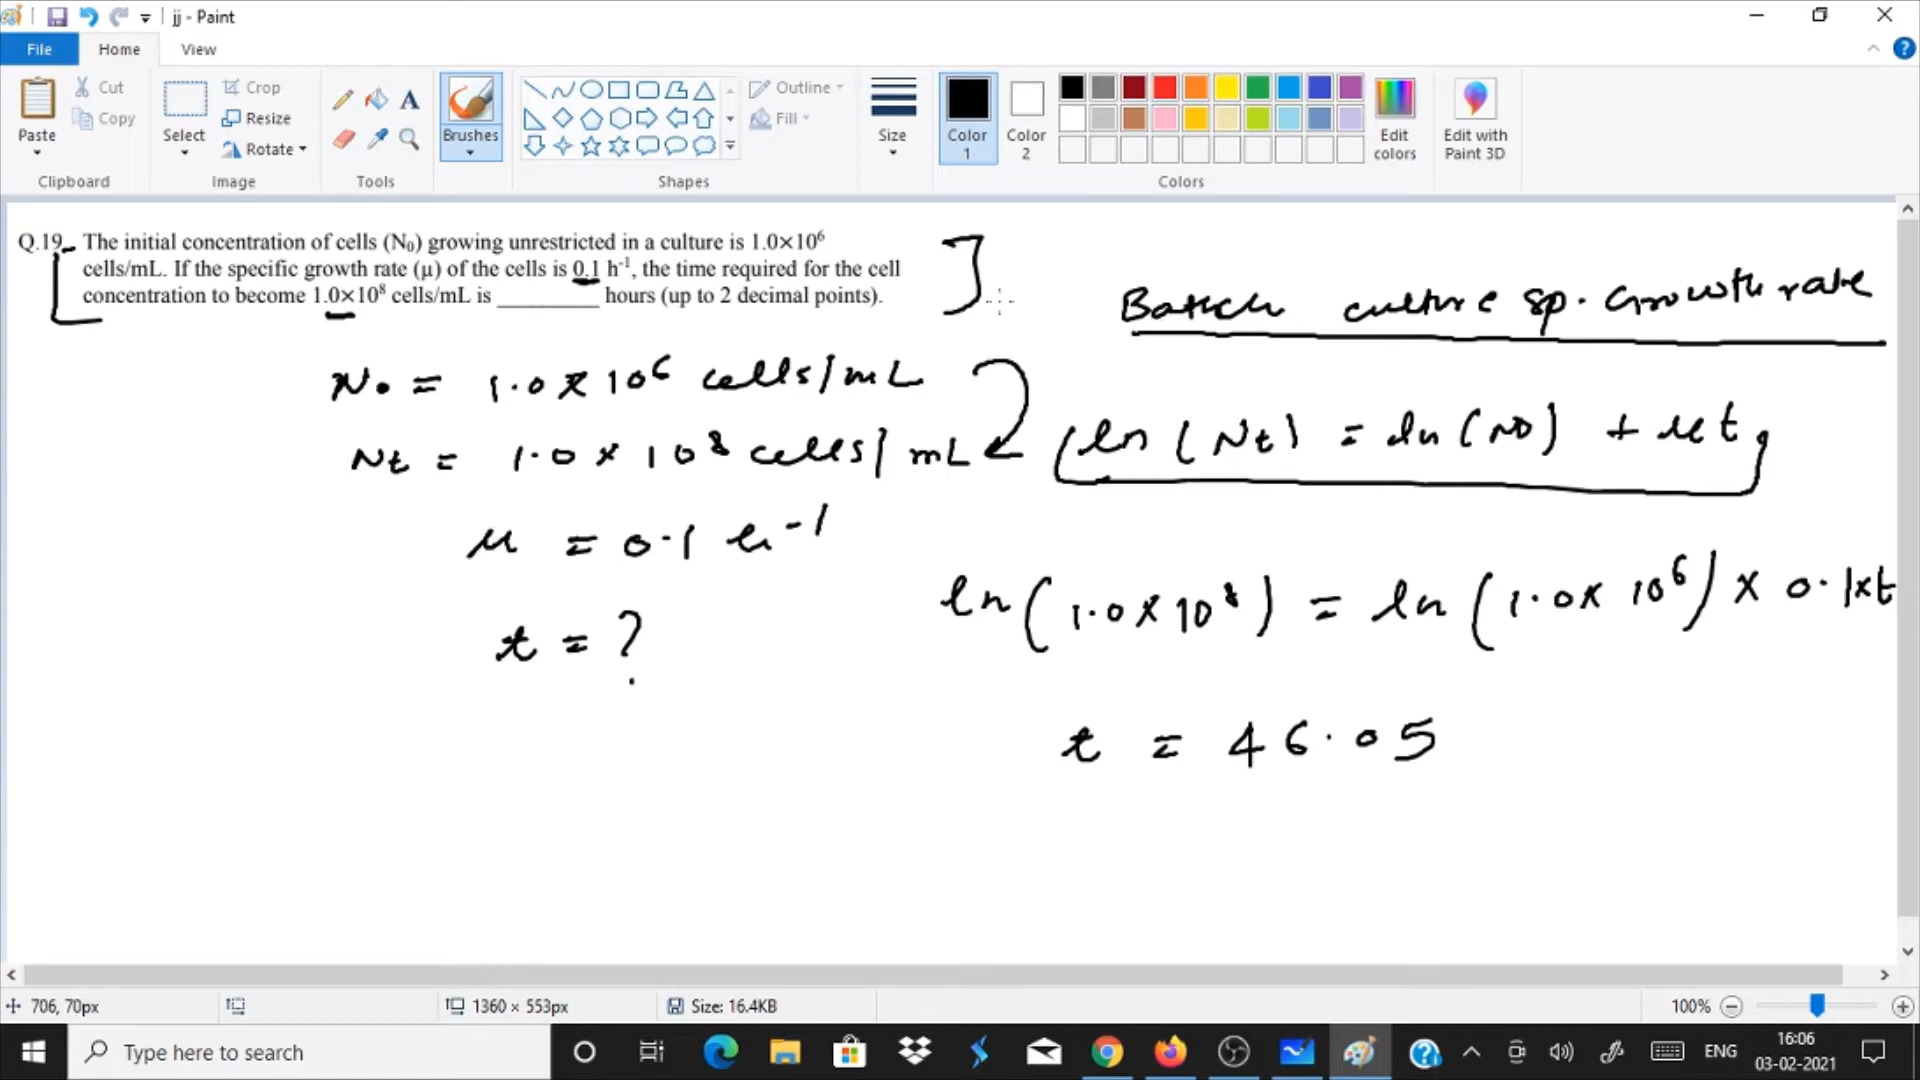 jj - Paint
File Home View
Paste Cut Copy Clipboard
Select Crop Resize Rotate Image
A Tools
Brushes
Shapes Outline Fill
Size
Color 1 Color 2 Colors
Edit colors
Edit with Paint 3D
Q.19 The initial concentration of cells (N₀) growing unrestricted in a culture is 1.0×10⁶
cells/mL. If the specific growth rate (μ) of the cells is 0.1 h⁻¹, the time required for the cell
concentration to become 1.0×10⁸ cells/mL is __________ hours (up to 2 decimal points).
Batch culture sp. Growth rate
No = 1.0 × 10⁶ cells/mL
Nt = 1.0 × 10⁸ cells/mL
ln (Nt) = ln (N0) + μt
μ = 0.1 h⁻¹
ln (1.0×10⁸) = ln (1.0×10⁶) × 0.1×t
t = ?
t = 46.05
706, 70px 1360 × 553px Size: 16.4KB 100%
Type here to search ENG 16:06
03-02-2021